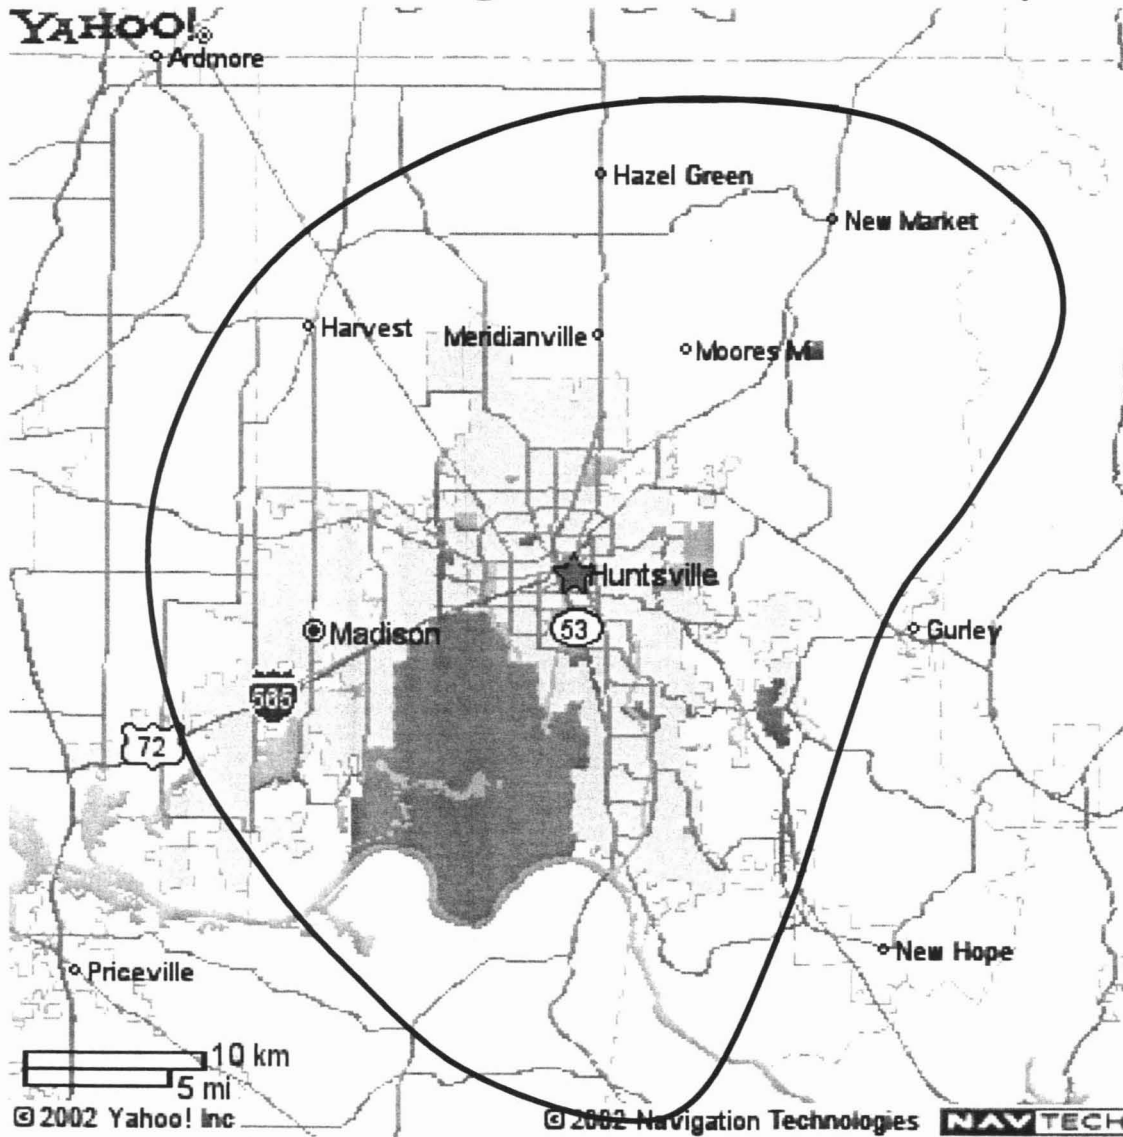 YAHOO!
Ardmore
Hazel Green
New Market
Harvest
Meridianville
Moores Mill
Huntsville
53
Madison
Gurley
565
72
New Hope
Priceville
10 km
5 mi
© 2002 Yahoo! Inc
© 2002 Navigation Technologies
NAVTECH